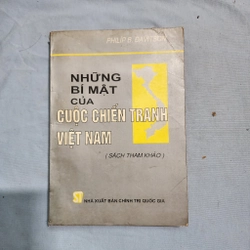 PHILIP B.
NHỮNG
BÍ MẬT
CỦA
CUỘC CHIẾN TRANH
VIỆT NAM
( SÁCH THAM KHẢO )
NHÀ XUẤT BẢN CHÍNH TRỊ QUỐC GIA